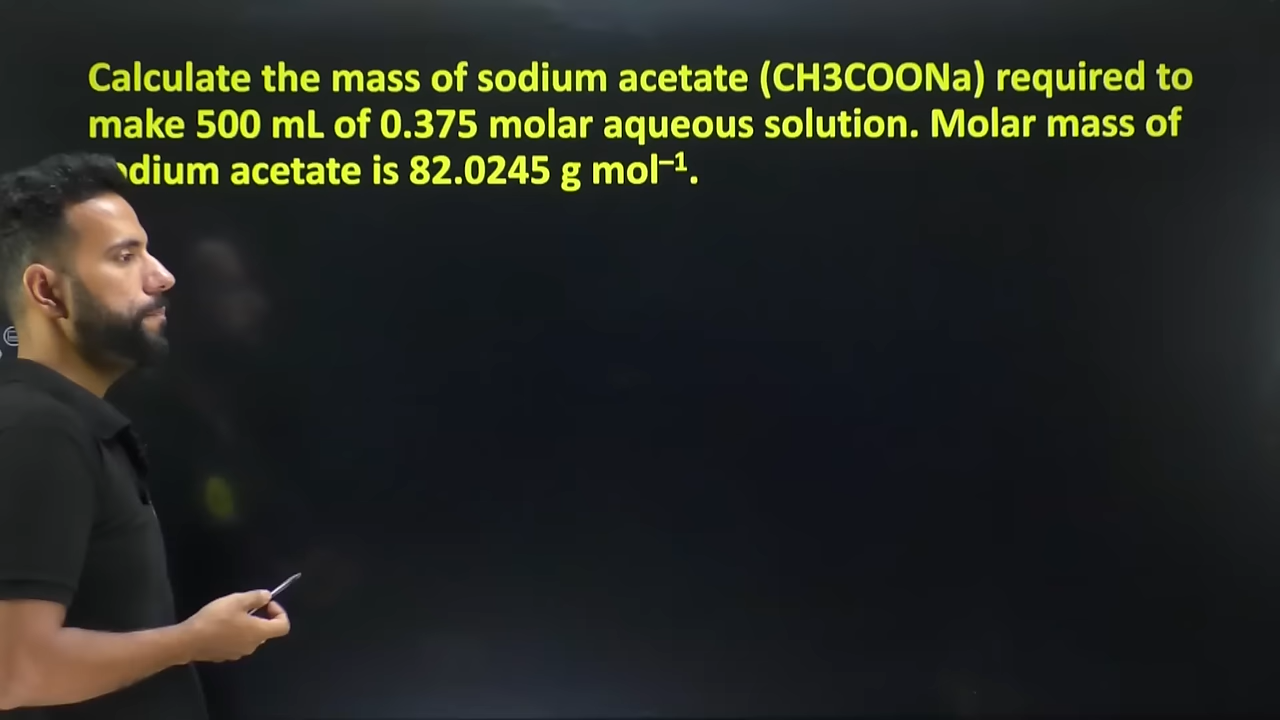 Calculate the mass of sodium acetate (CH3COONa) required to
make 500 mL of 0.375 molar aqueous solution. Molar mass of
acetate is 82.0245 g mol⁻¹.